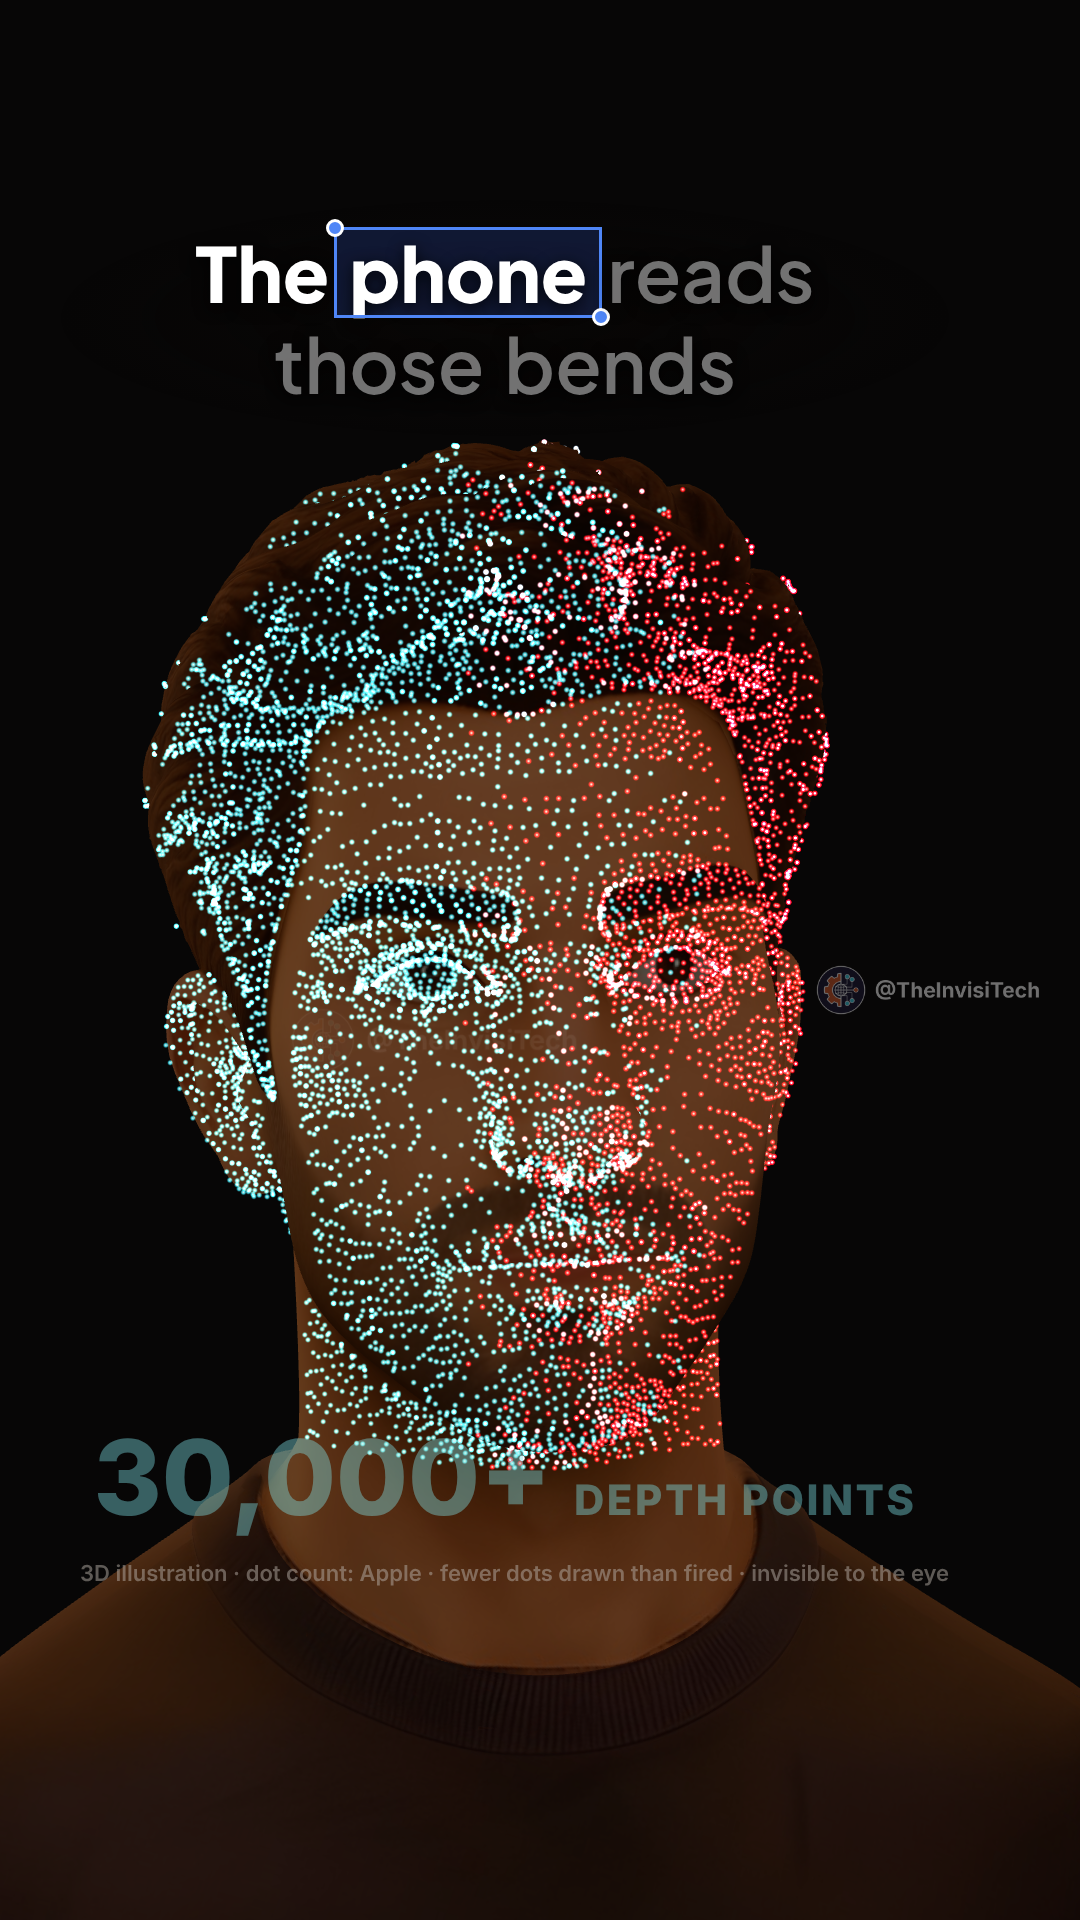 The phone reads
those bends
@TheInvisiTech
@TheInvisiTech
30,000+ DEPTH POINTS
3D illustration · dot count: Apple · fewer dots drawn than fired · invisible to the eye